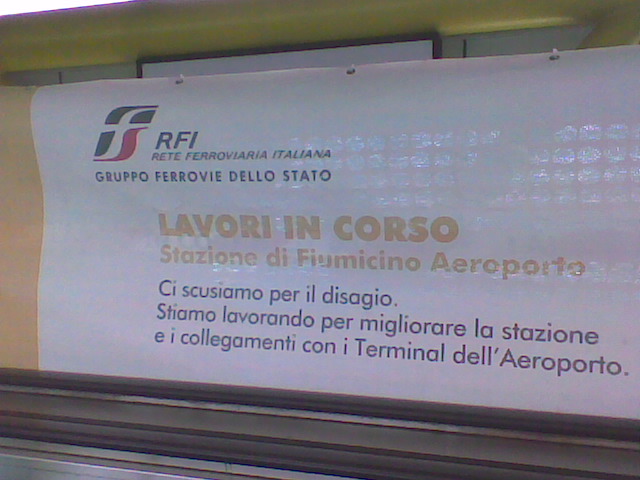 RFI
RETE FERROVIARIA ITALIANA
GRUPPO FERROVIE DELLO STATO
LAVORI IN CORSO
Stazione di Fiumicino Aeroporto
Ci scusiamo per il disagio.
Stiamo lavorando per migliorare la stazione
e i collegamenti con i Terminal dell'Aeroporto.